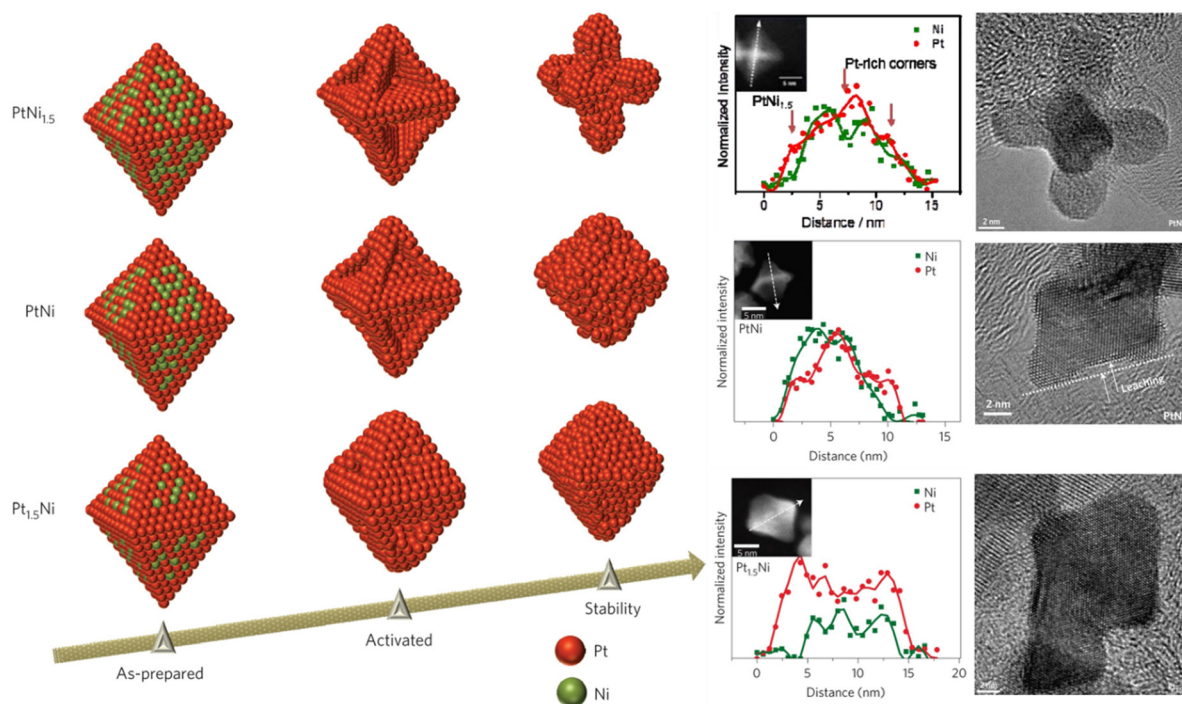 PtNi1.5
PtNi
Pt1.5Ni
As-prepared
Activated
Stability
Pt
Ni
Normalized Intensity
5 nm
PtNi1.5
Ni
Pt
Pt-rich corners
0 5 10 15
Distance / nm
2 nm
PtN
Normalized intensity
5 nm
PtNi
Ni
Pt
0 5 10 15
Distance (nm)
Leaching
2 nm
PtN
Normalized intensity
5 nm
Pt1.5Ni
Ni
Pt
0 5 10 15 20
Distance (nm)